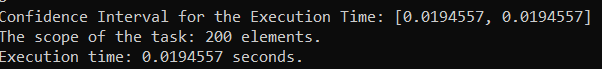 Confidence Interval for the Execution Time: [0.0194557, 0.0194557]
The scope of the task: 200 elements.
Execution time: 0.0194557 seconds.